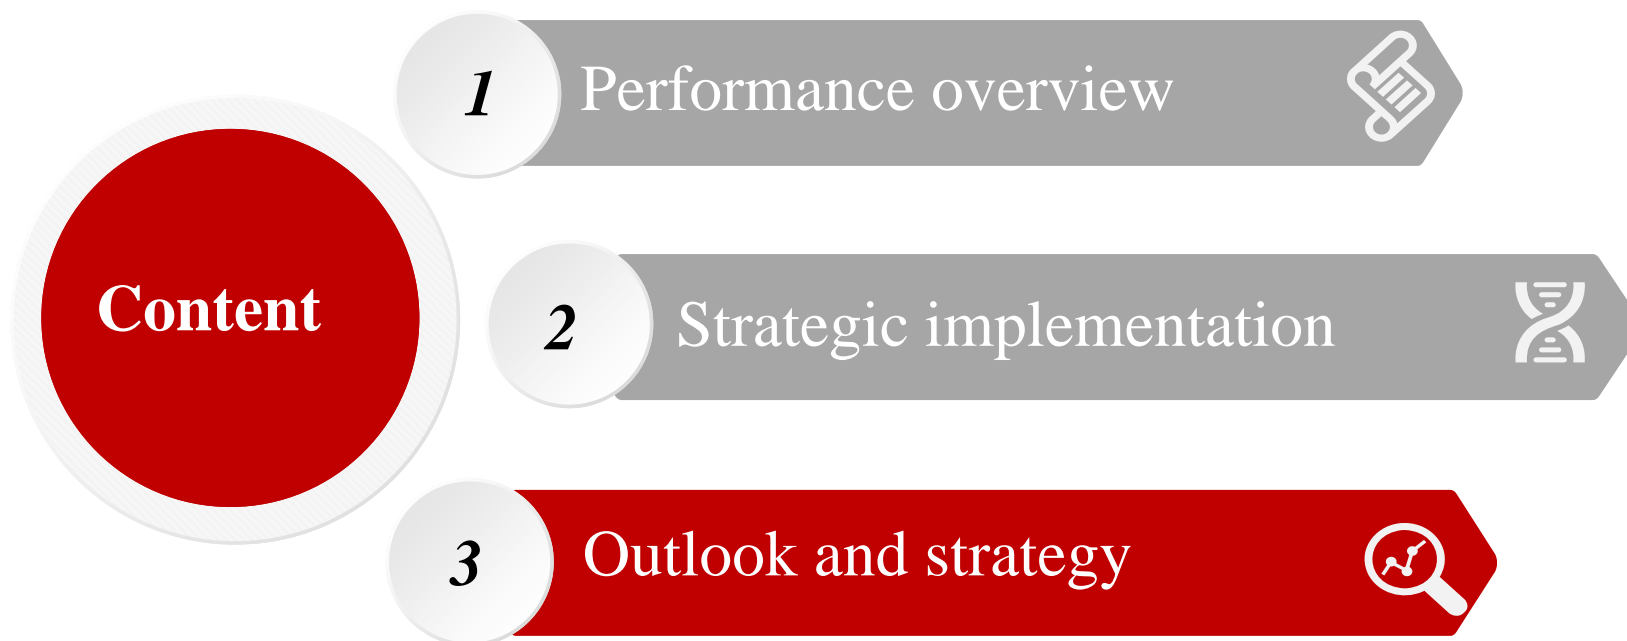 1
Performance overview
Content
2
Strategic implementation
3
Outlook and strategy